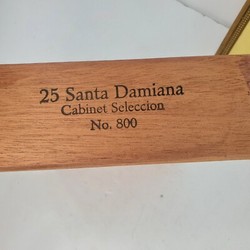 25 Santa Damiana
Cabinet Seleccion
No. 800